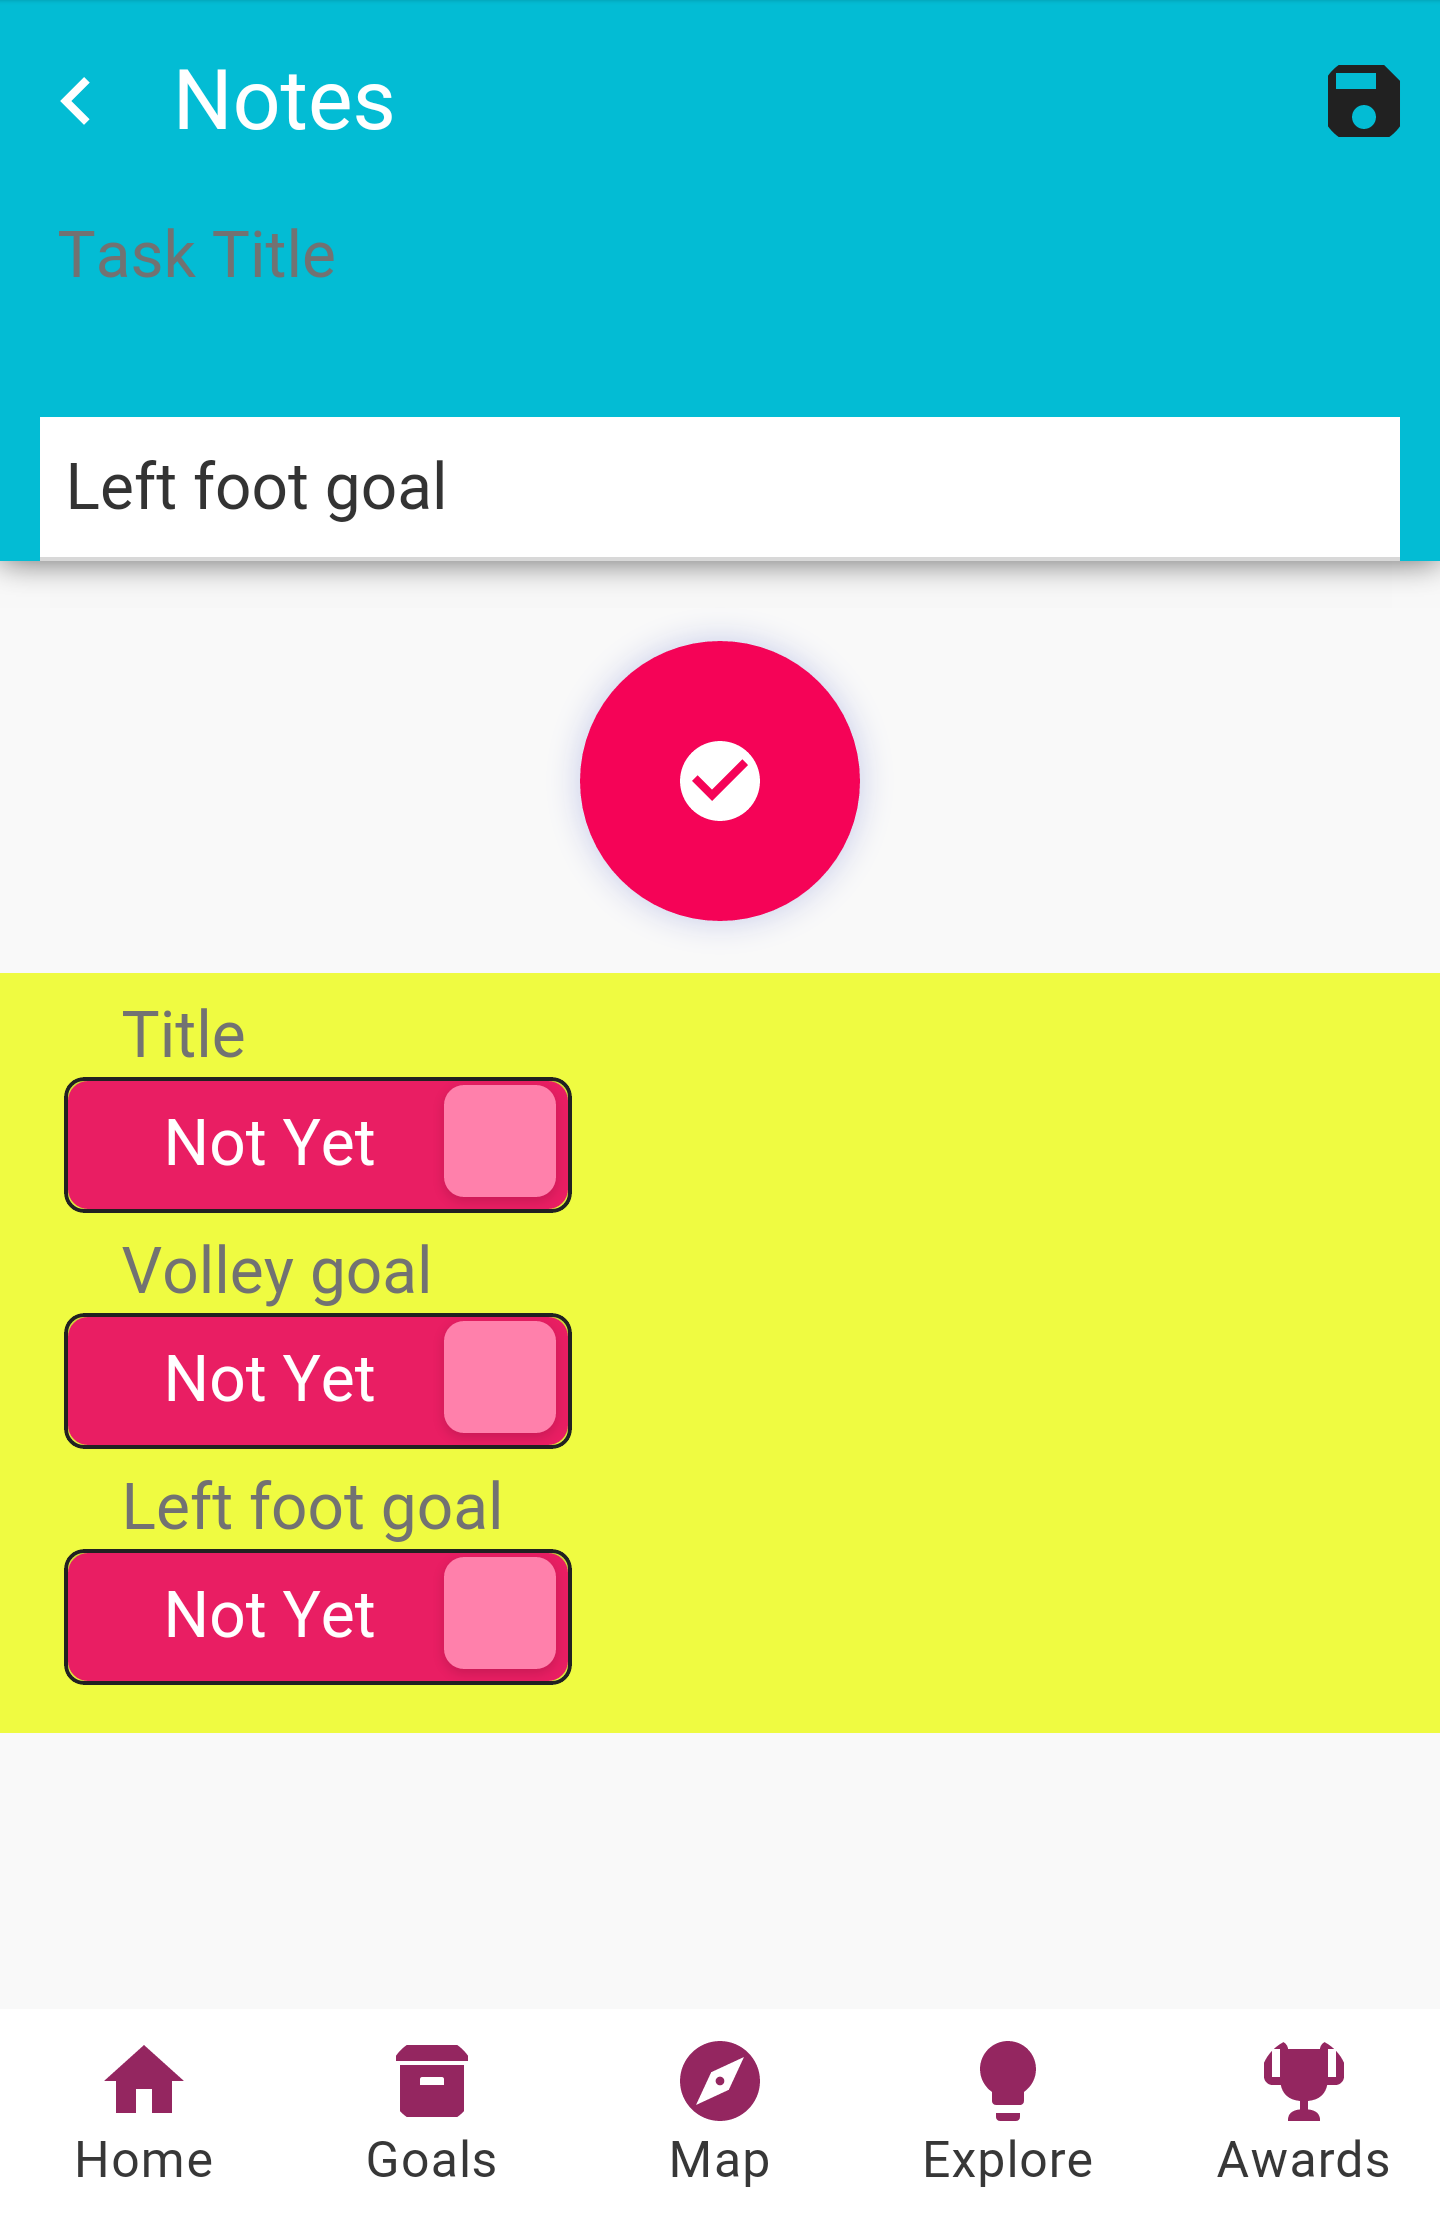 Notes
Task Title
Left foot goal
Title
Not Yet
Volley goal
Not Yet
Left foot goal
Not Yet
Home Goals Map Explore Awards